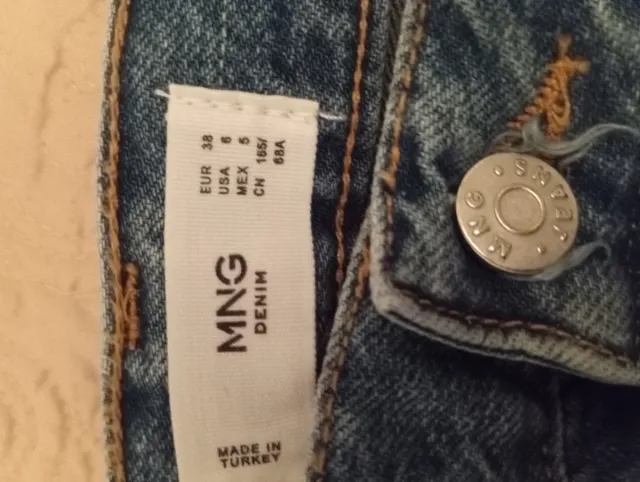 EUR 38
USA 6
MEX 5
CN 165/
68A
MNG
DENIM
MADE IN
TURKEY
MNG • JEANS •